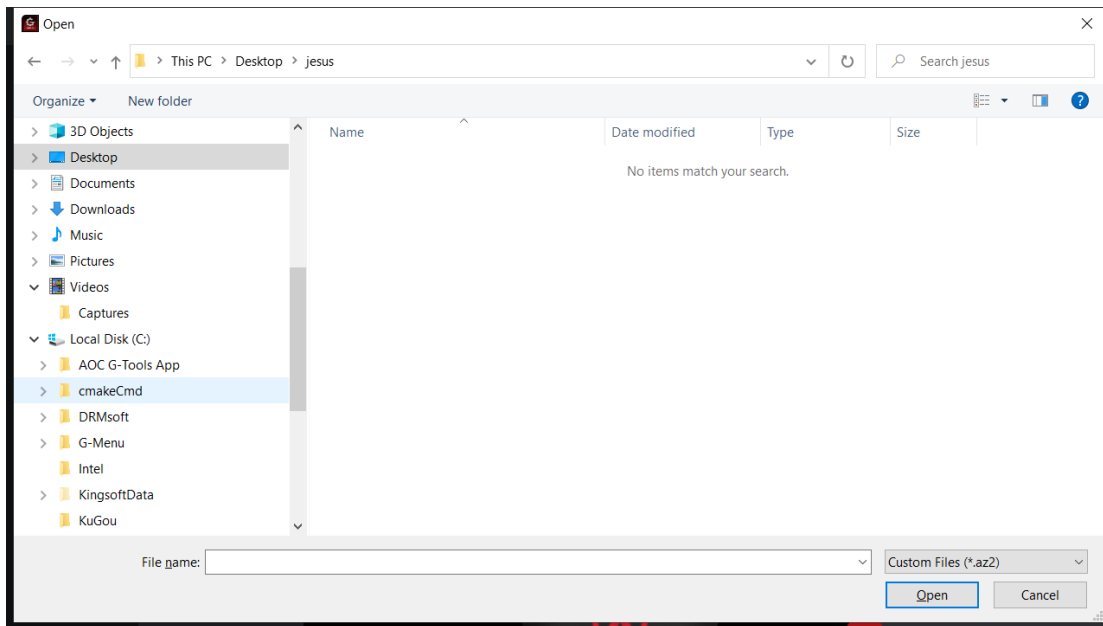 Open
This PC > Desktop > jesus
Search jesus
Organize
New folder
Name
Date modified
Type
Size
3D Objects
Desktop
Documents
Downloads
Music
Pictures
Videos
Captures
Local Disk (C:)
AOC G-Tools App
cmakeCmd
DRMsoft
G-Menu
Intel
KingsoftData
KuGou
No items match your search.
File name:
Custom Files (*.az2)
Open
Cancel